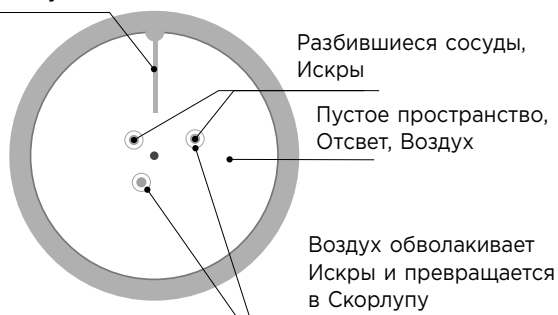 Разбившиеся сосуды,
Искры
Пустое пространство,
Отсвет, Воздух
Воздух обволакивает
Искры и превращается
в Скорлупу